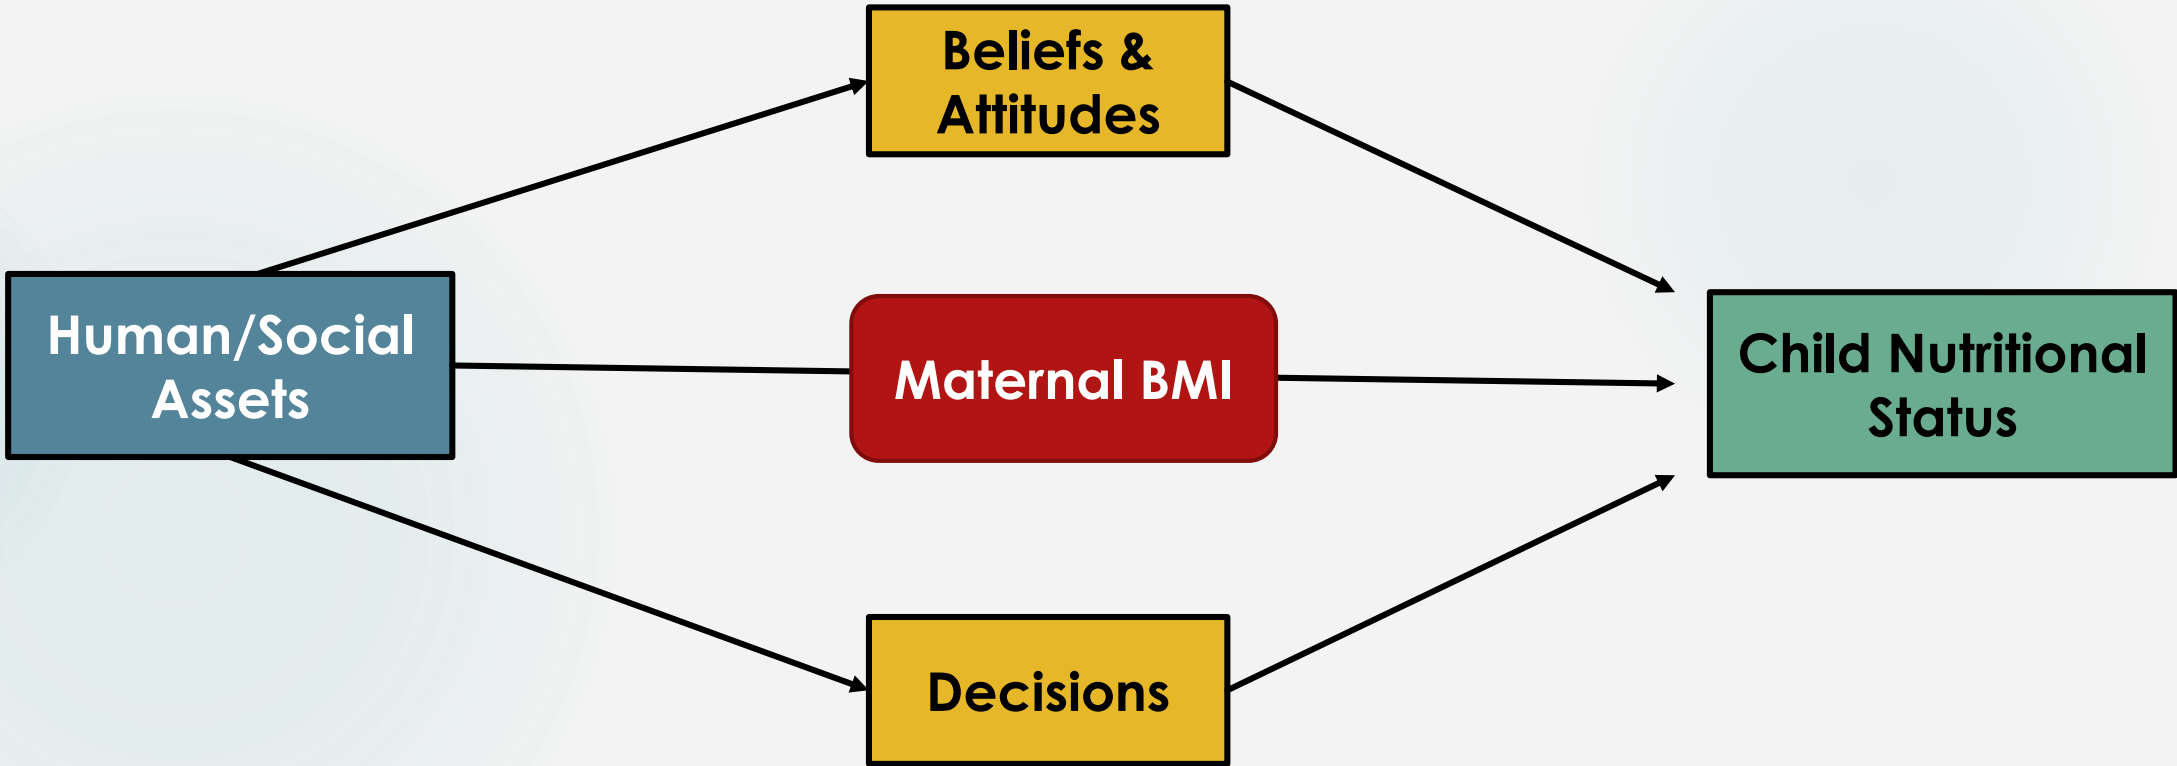 Beliefs &
Attitudes
Human/Social
Assets
Maternal BMI
Child Nutritional
Status
Decisions